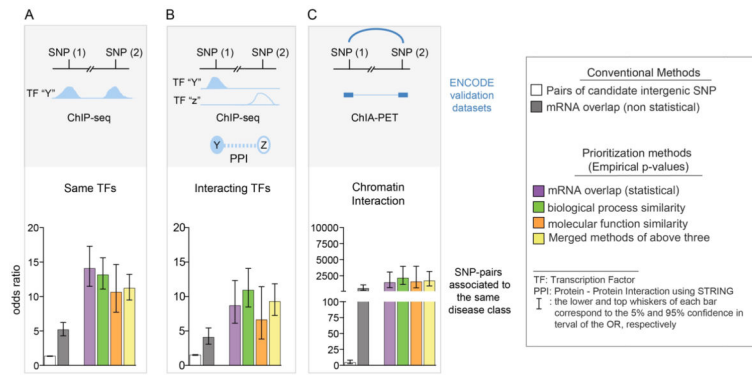 A
B
C
SNP (1)
SNP (2)
SNP (1)
SNP (2)
SNP (1)
SNP (2)
TF “Y”
TF “Y”
TF “z”
ChIP-seq
ChIP-seq
ChIA-PET
Y
Z
PPI
ENCODE
validation
datasets
Same TFs
Interacting TFs
Chromatin
Interaction
odds ratio
20
15
10
5
0
20
15
10
5
0
10000
7500
5000
2500
100
75
50
25
0
SNP-pairs
associated to
the same
disease class
Conventional Methods
Pairs of candidate intergenic SNP
mRNA overlap (non statistical)
Prioritization methods
(Empirical p-values)
mRNA overlap (statistical)
biological process similarity
molecular function similarity
Merged methods of above three
TF: Transcription Factor
PPI: Protein - Protein Interaction using STRING
: the lower and top whiskers of each bar
correspond to the 5% and 95% confidence in
terval of the OR, respectively